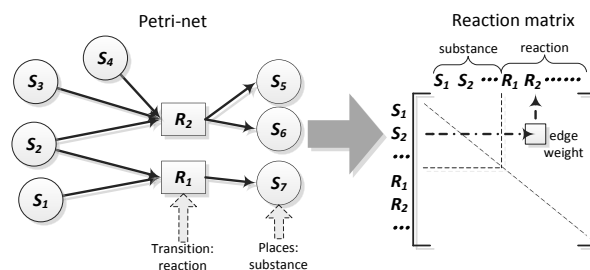 Petri-net
S4
S3
S2
S1
R2
R1
S5
S6
S7
Transition:
reaction
Places:
substance
Reaction matrix
substance reaction
S1 S2 ... R1 R2 .......
S1
S2
...
R1
R2
...
edge
weight